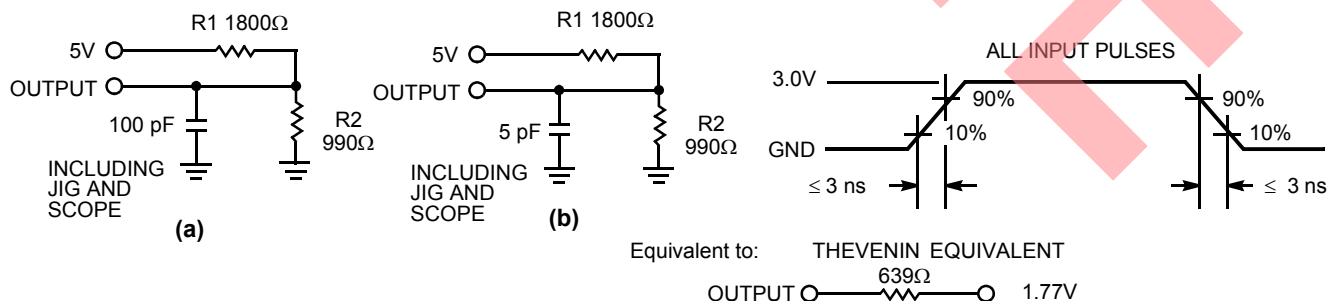 R1 1800Ω
5V
OUTPUT
100 pF
R2
990Ω
INCLUDING
JIG AND
SCOPE
(a)
R1 1800Ω
5V
OUTPUT
5 pF
R2
990Ω
INCLUDING
JIG AND
SCOPE
(b)
ALL INPUT PULSES
3.0V
90%
10%
90%
10%
GND
≤ 3 ns
≤ 3 ns
Equivalent to: THEVENIN EQUIVALENT
639Ω
OUTPUT 1.77V